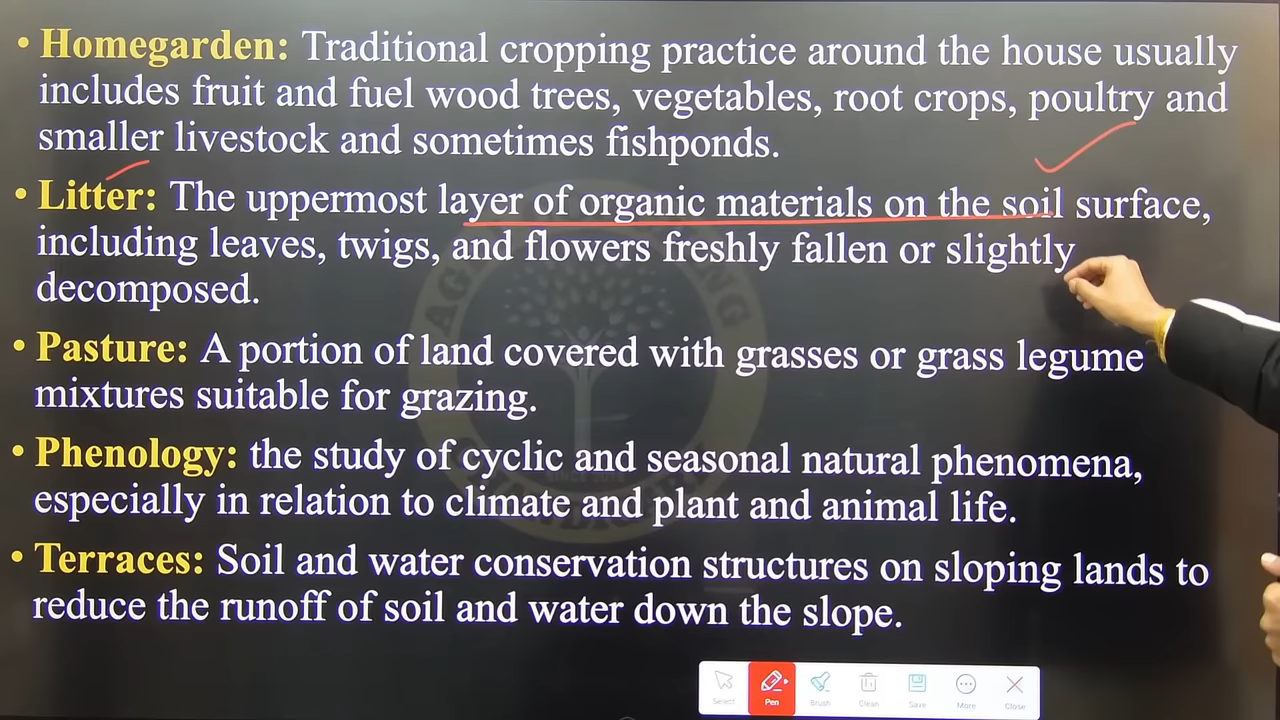 • Homegarden: Traditional cropping practice around the house usually
includes fruit and fuel wood trees, vegetables, root crops, poultry and
smaller livestock and sometimes fishponds.
• Litter: The uppermost layer of organic materials on the soil surface,
including leaves, twigs, and flowers freshly fallen or slightly
decomposed.
• Pasture: A portion of land covered with grasses or grass legume
mixtures suitable for grazing.
• Phenology: the study of cyclic and seasonal natural phenomena,
especially in relation to climate and plant and animal life.
• Terraces: Soil and water conservation structures on sloping lands to
reduce the runoff of soil and water down the slope.
Select Pen Brush Clean Save More Close